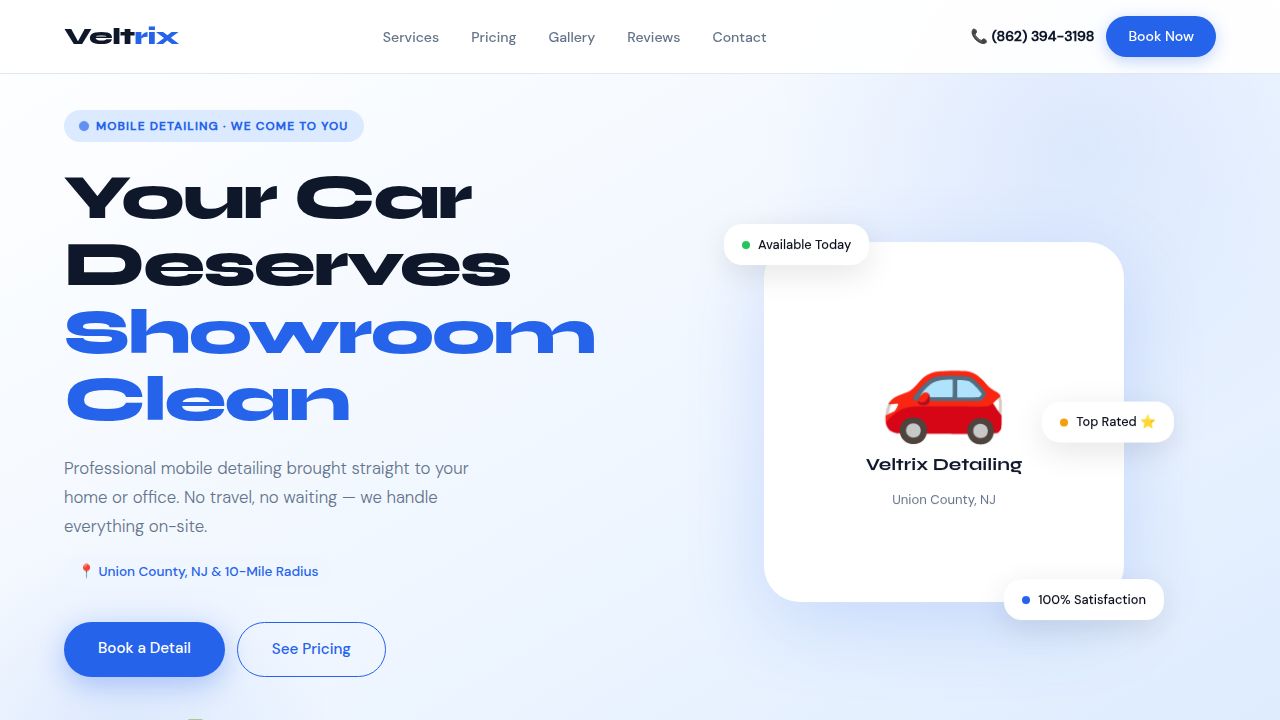 Veltrix
Services
Pricing
Gallery
Reviews
Contact
📞 (862) 394-3198
Book Now
MOBILE DETAILING · WE COME TO YOU
Your Car
Deserves
Showroom
Clean
Professional mobile detailing brought straight to your
home or office. No travel, no waiting — we handle
everything on-site.
📍 Union County, NJ & 10-Mile Radius
Book a Detail
See Pricing
Available Today
Top Rated ⭐
Veltrix Detailing
Union County, NJ
100% Satisfaction